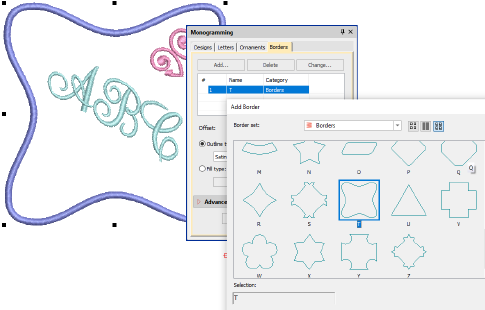 ABC
Monogramming
Designs Letters Ornaments Borders
Add... Delete Change...
# Name Category
1 T Borders
Offset:
Outline t
Satin
Fill type:
Advanc
Add Border
Border set: Borders
M N O P Q
R S T U V
W X Y Z
Selection:
T